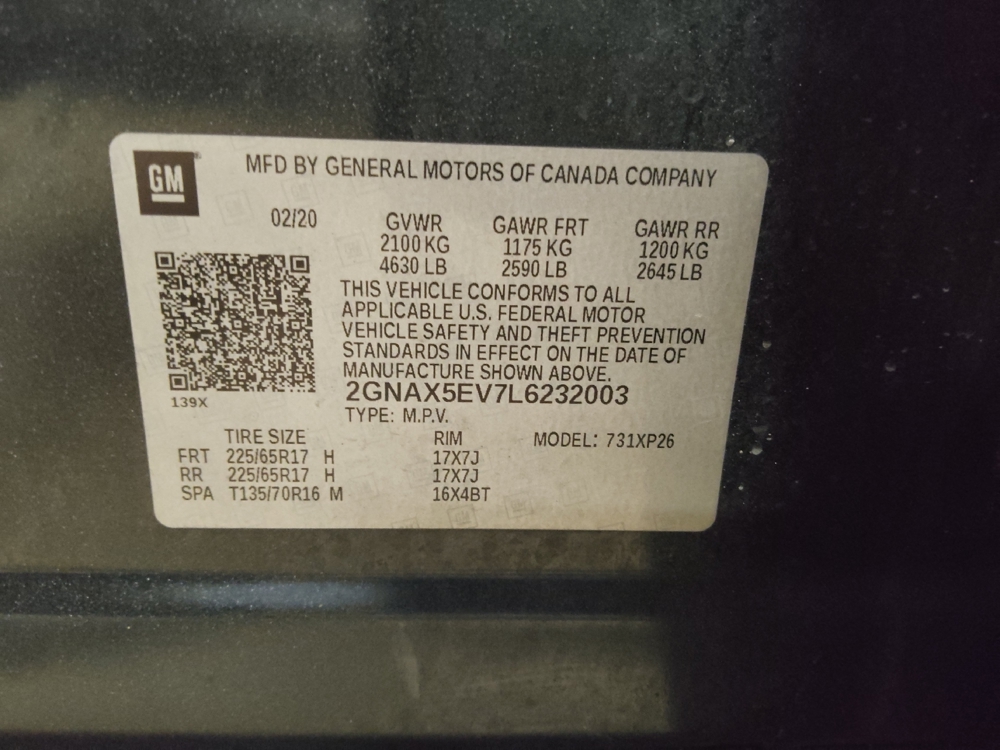 GM
MFD BY GENERAL MOTORS OF CANADA COMPANY
02/20 GVWR GAWR FRT GAWR RR
2100 KG 1175 KG 1200 KG
4630 LB 2590 LB 2645 LB
THIS VEHICLE CONFORMS TO ALL
APPLICABLE U.S. FEDERAL MOTOR
VEHICLE SAFETY AND THEFT PREVENTION
STANDARDS IN EFFECT ON THE DATE OF
MANUFACTURE SHOWN ABOVE.
2GNAX5EV7L6232003
139X
TYPE: M.P.V.
TIRE SIZE RIM MODEL: 731XP26
FRT 225/65R17 H 17X7J
RR 225/65R17 H 17X7J
SPA T135/70R16 M 16X4BT